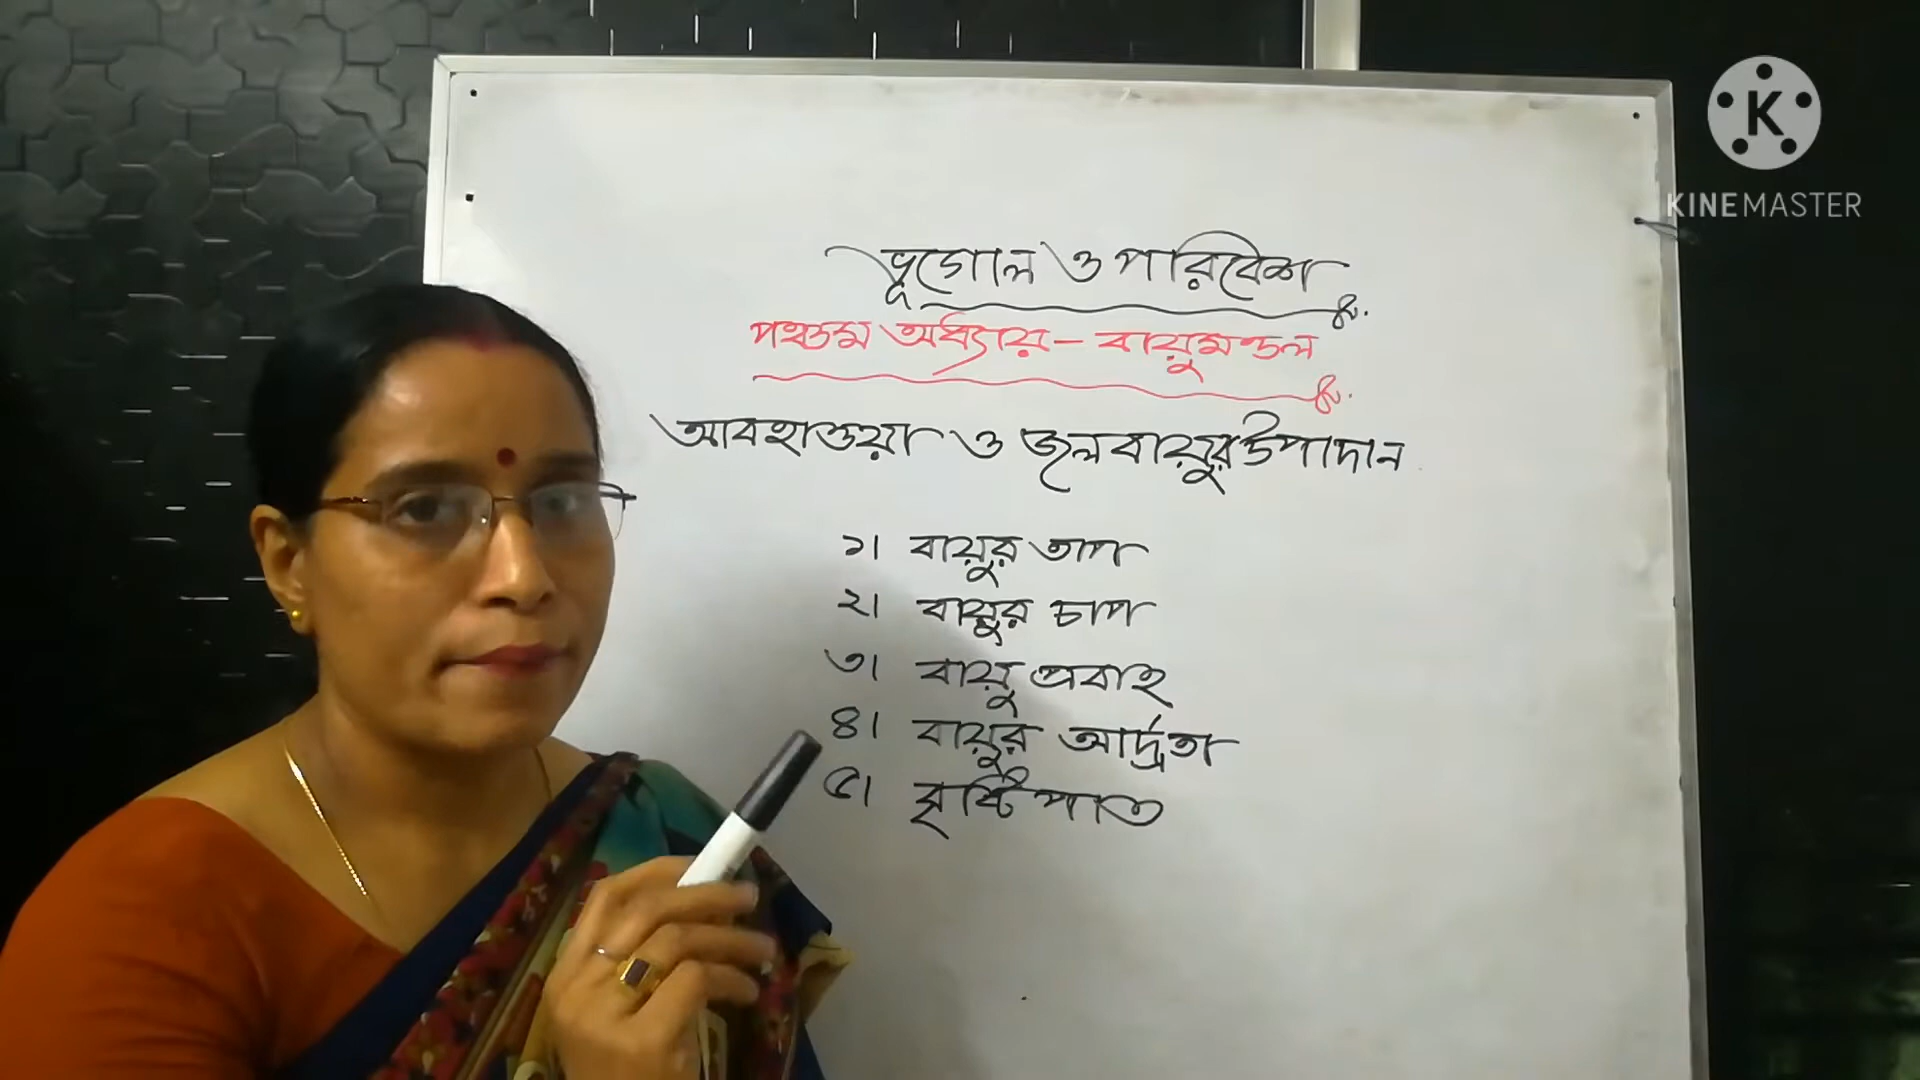 ভূগোল ও পরিবেশ
পঞ্চম অধ্যায় - বায়ুমণ্ডল
আবহাওয়া ও জলবায়ুর উপাদান
১। বায়ুর তাপ
২। বায়ুর চাপ
৩। বায়ু প্রবাহ
৪। বায়ুর আর্দ্রতা
৫। বৃষ্টিপাত
K
KINEMASTER